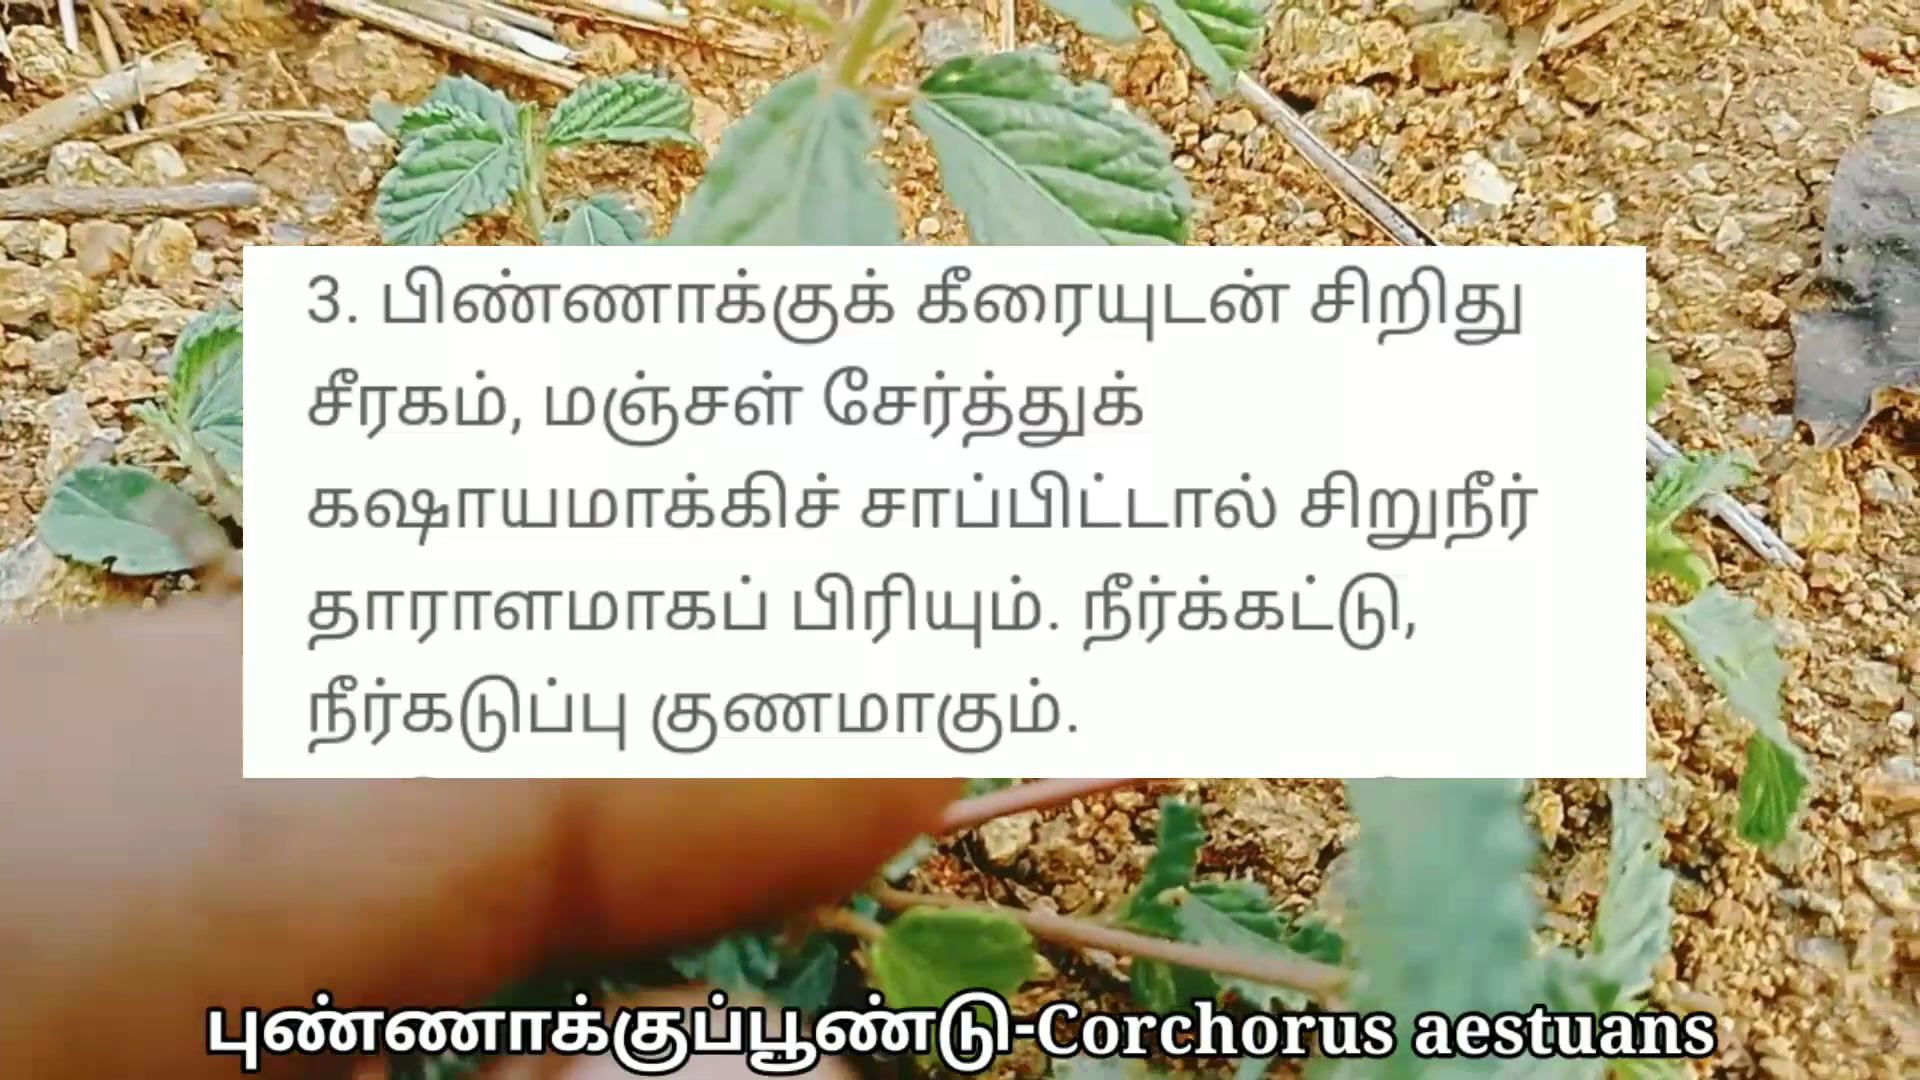 3. பிண்ணாக்குக் கீரையுடன் சிறிது
சீரகம், மஞ்சள் சேர்த்துக்
கஷாயமாக்கிச் சாப்பிட்டால் சிறுநீர்
தாராளமாகப் பிரியும். நீர்க்கட்டு,
நீர்கடுப்பு குணமாகும்.
புண்ணாக்குப்பூண்டு-Corchorus aestuans